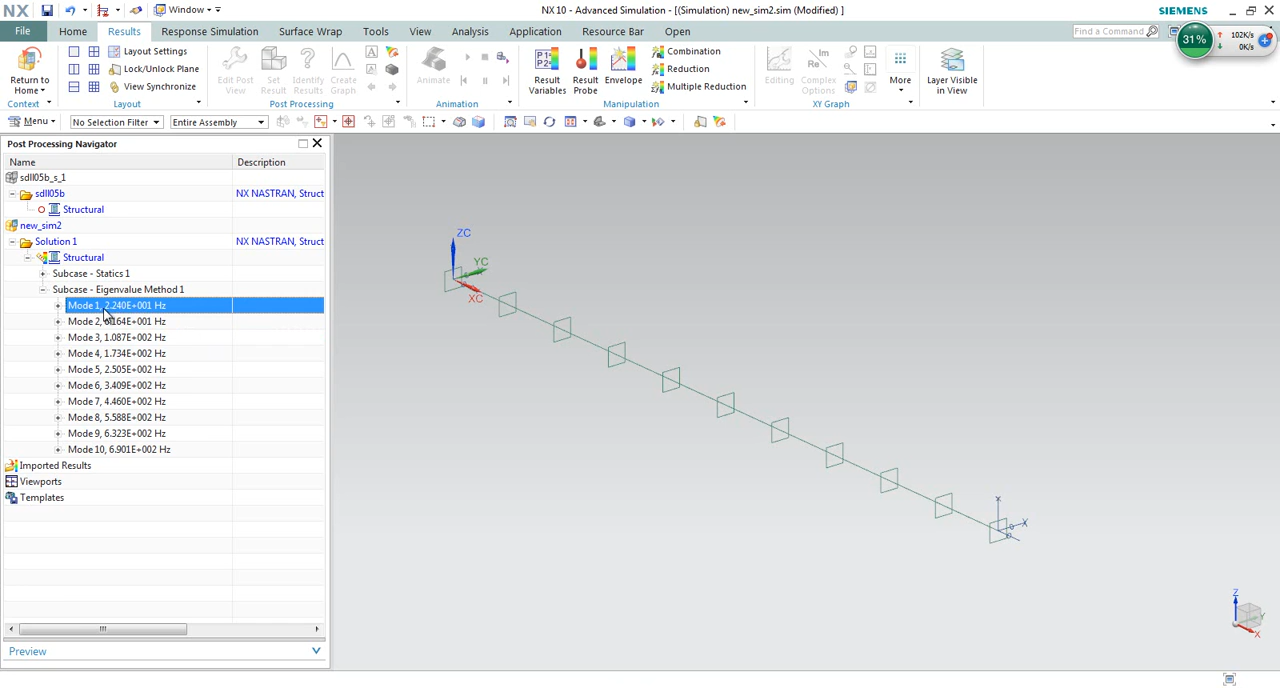 NX Window NX 10 - Advanced Simulation - [(Simulation) new_sim2.sim (Modified) ] SIEMENS
File Home Results Response Simulation Surface Wrap Tools View Analysis Application Resource Bar Tools Open Find a Command
31% 102K/s
0K/s
Return to Home
Context
Layout Settings
Lock/Unlock Plane
View Synchronize
Layout
Edit Post View
Set Result
Identify Results
Create Graph
Post Processing
Animate
Animation
Result Variables
Result Probe
Envelope
Combination
Reduction
Multiple Reduction
Manipulation
Editing
Complex Options
XY Graph
More
Layer Visible in View
Menu No Selection Filter Entire Assembly
Post Processing Navigator
Name Description
sdll05b_s_1
sdll05b NX NASTRAN, Struct
Structural
new_sim2
Solution 1 NX NASTRAN, Struct
Structural
Subcase - Statics 1
Subcase - Eigenvalue Method 1
Mode 1, 2.240E+001 Hz
Mode 2, 6.164E+001 Hz
Mode 3, 1.087E+002 Hz
Mode 4, 1.734E+002 Hz
Mode 5, 2.505E+002 Hz
Mode 6, 3.409E+002 Hz
Mode 7, 4.460E+002 Hz
Mode 8, 5.588E+002 Hz
Mode 9, 6.323E+002 Hz
Mode 10, 6.901E+002 Hz
Imported Results
Viewports
Templates
Preview
ZC
YC
XC
X
X
Z
Y
X